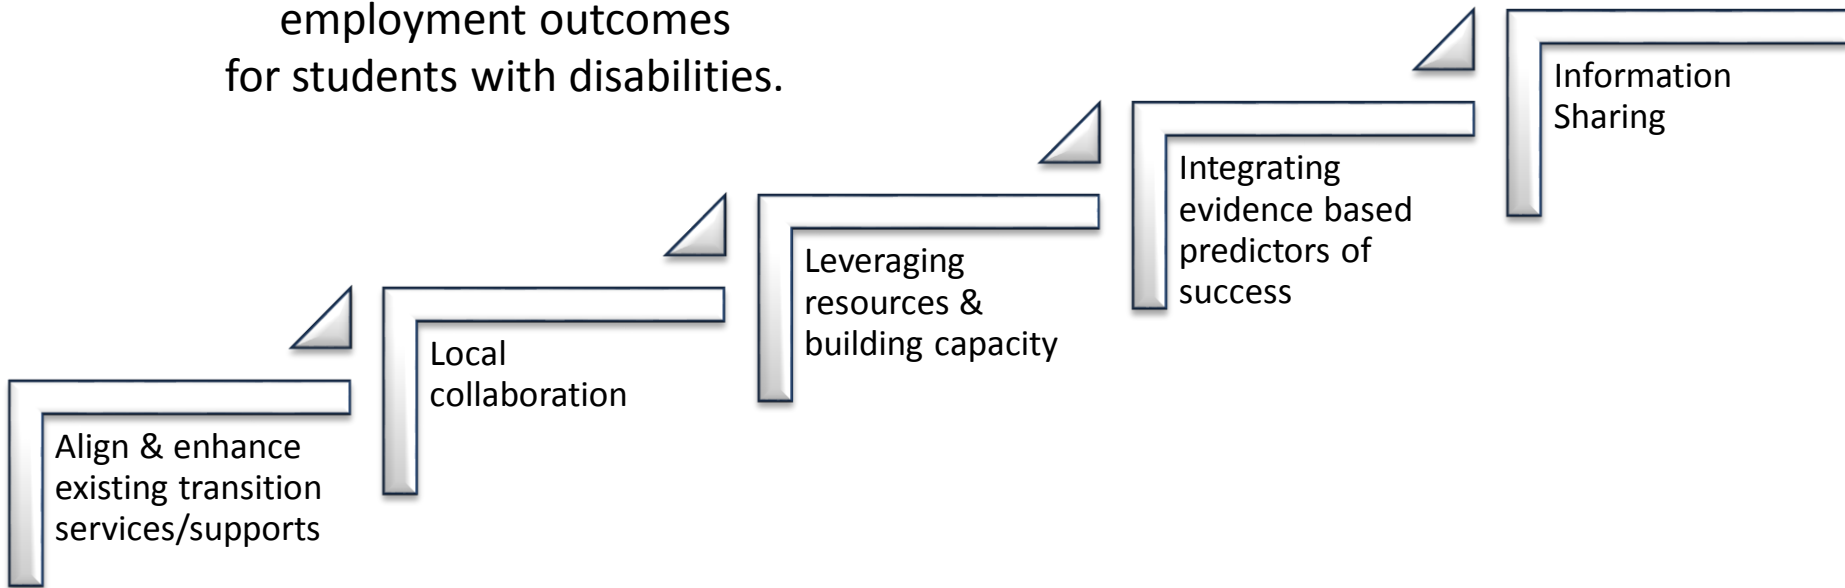 employment outcomes
for students with disabilities.
Align & enhance
existing transition
services/supports
Local
collaboration
Leveraging
resources &
building capacity
Integrating
evidence based
predictors of
success
Information
Sharing